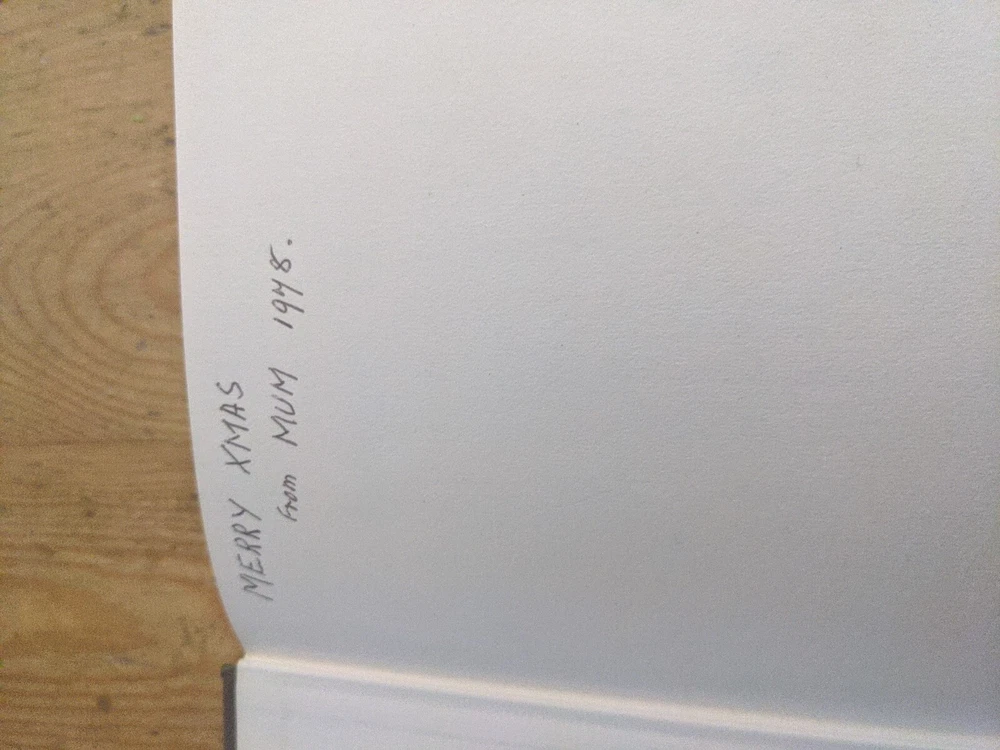 MERRY XMAS
From MUM 1978.